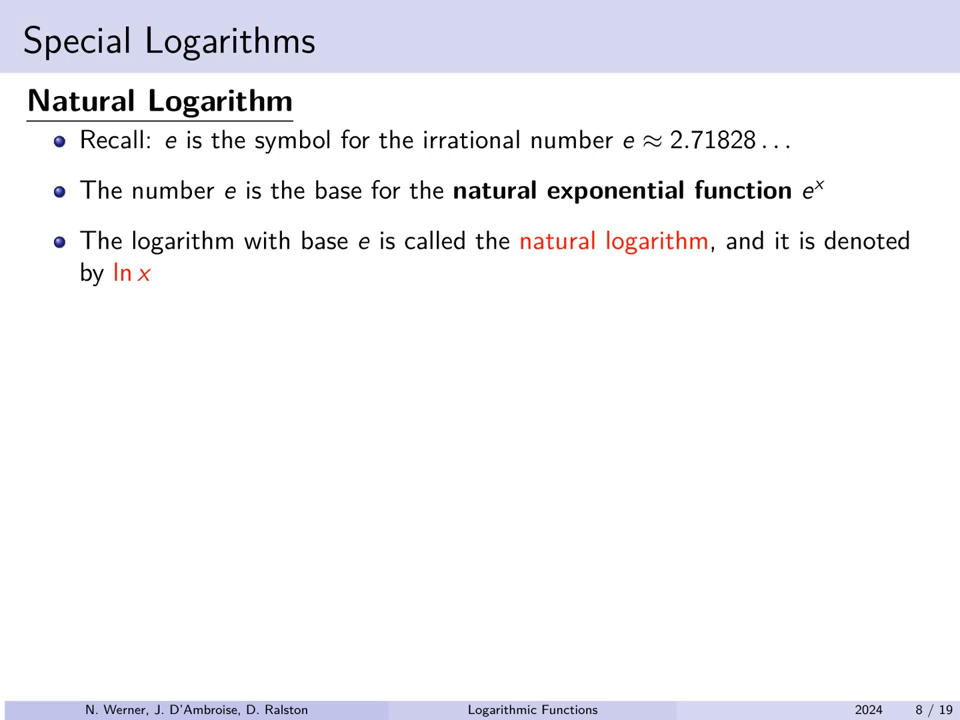 Special Logarithms
Natural Logarithm
Recall: e is the symbol for the irrational number e ≈ 2.71828 . . .
The number e is the base for the natural exponential function eˣ
The logarithm with base e is called the natural logarithm, and it is denoted
by ln x
N. Werner, J. D'Ambroise, D. Ralston
Logarithmic Functions
2024
8 / 19